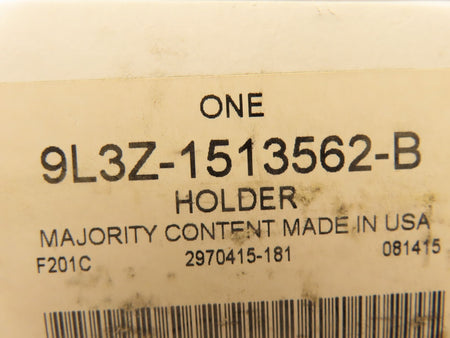 ONE
9L3Z-1513562-B
HOLDER
MAJORITY CONTENT MADE IN USA
F201C 2970415-181 081415